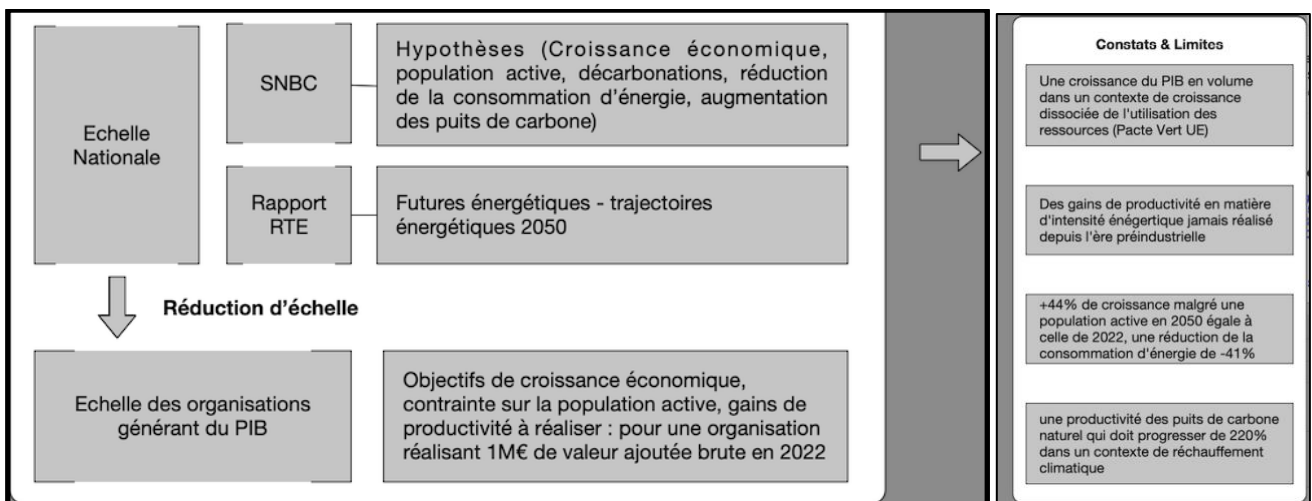 Echelle
Nationale
SNBC
Hypothèses (Croissance économique,
population active, décarbonations, réduction
de la consommation d'énergie, augmentation
des puits de carbone)
Rapport
RTE
Futures énergétiques - trajectoires
énergétiques 2050
Réduction d'échelle
Echelle des organisations
générant du PIB
Objectifs de croissance économique,
contrainte sur la population active, gains de
productivité à réaliser : pour une organisation
réalisant 1M€ de valeur ajoutée brute en 2022
Constats & Limites
Une croissance du PIB en volume
dans un contexte de croissance
dissociée de l'utilisation des
ressources (Pacte Vert UE)
Des gains de productivité en matière
d'intensité énégertique jamais réalisé
depuis l'ère préindustrielle
+44% de croissance malgré une
population active en 2050 égale à
celle de 2022, une réduction de la
consommation d'énergie de -41%
une productivité des puits de carbone
naturel qui doit progresser de 220%
dans un contexte de réchauffement
climatique